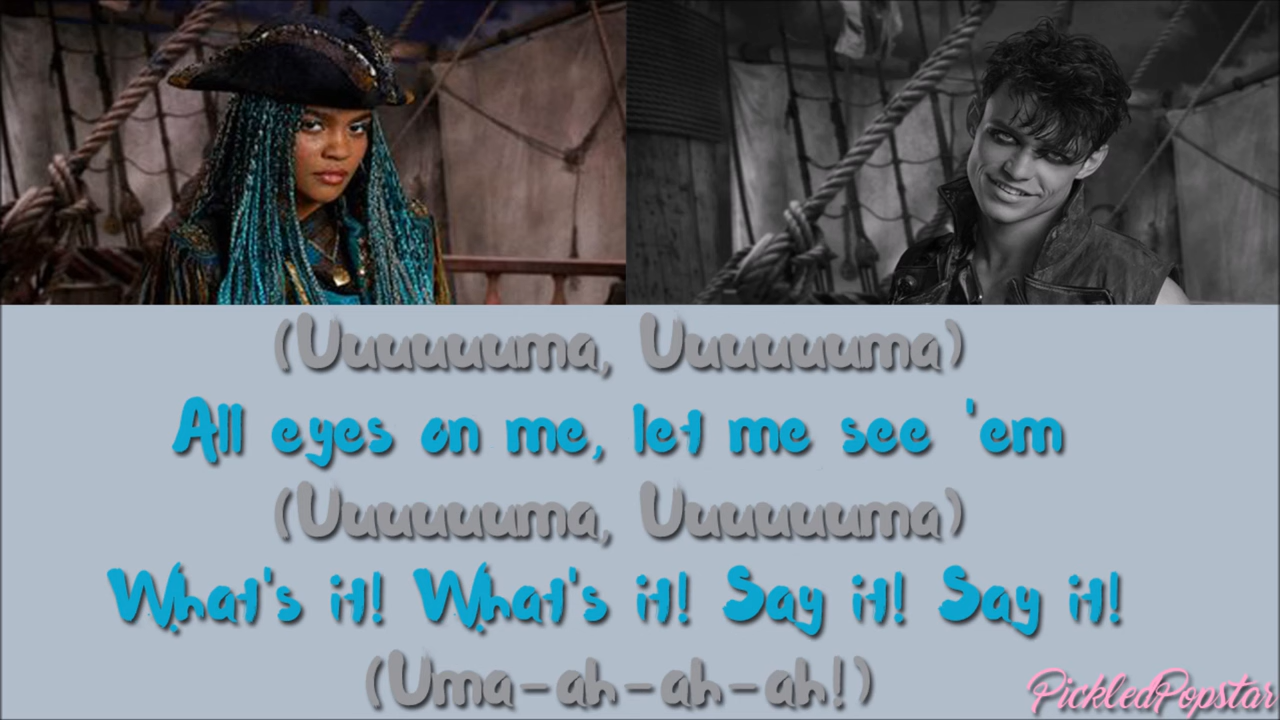 (Uuuuuuma, Uuuuuuma)
All eyes on me, let me see 'em
(Uuuuuuma, Uuuuuuma)
What's it! What's it! Say it! Say it!
(Uma-ah-ah-ah!)
PickledPopstar